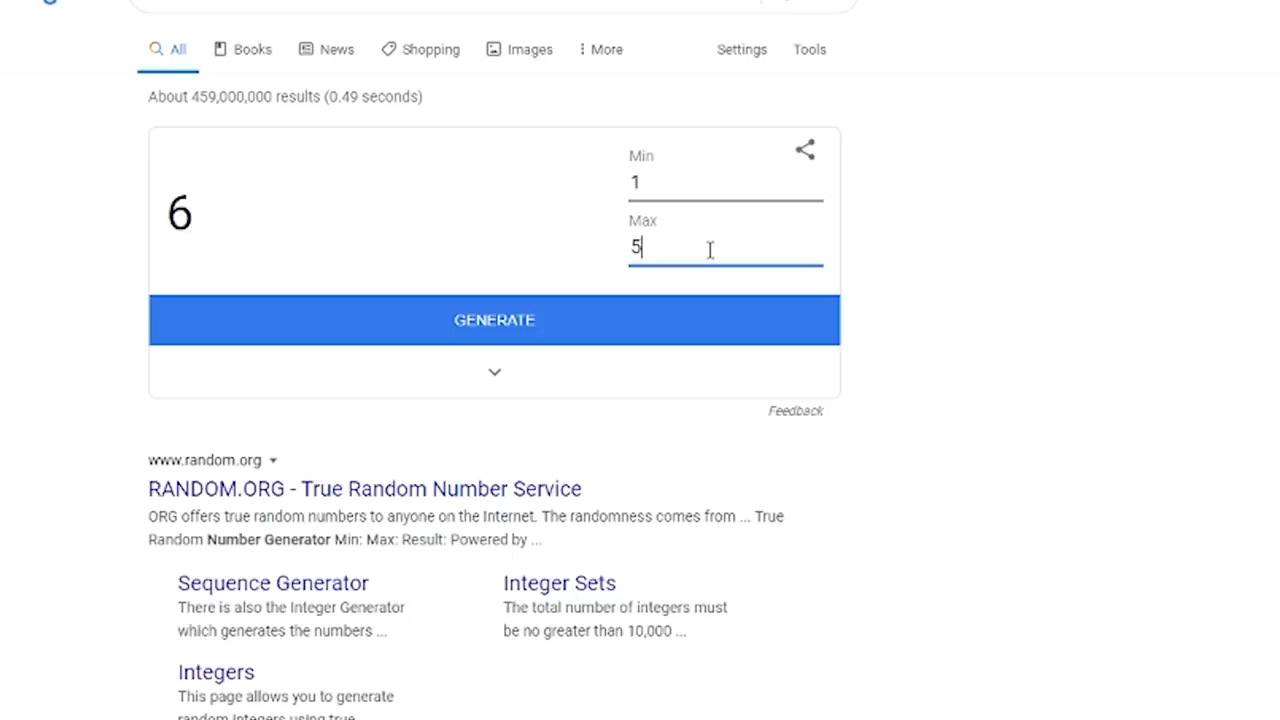 All Books News Shopping Images More Settings Tools
About 459,000,000 results (0.49 seconds)
6
Min
1
Max
5
GENERATE
Feedback
www.random.org
RANDOM.ORG - True Random Number Service
ORG offers true random numbers to anyone on the Internet. The randomness comes from ... True
Random Number Generator Min: Max: Result: Powered by ...
Sequence Generator
There is also the Integer Generator
which generates the numbers ...
Integer Sets
The total number of integers must
be no greater than 10,000 ...
Integers
This page allows you to generate
random integers using true